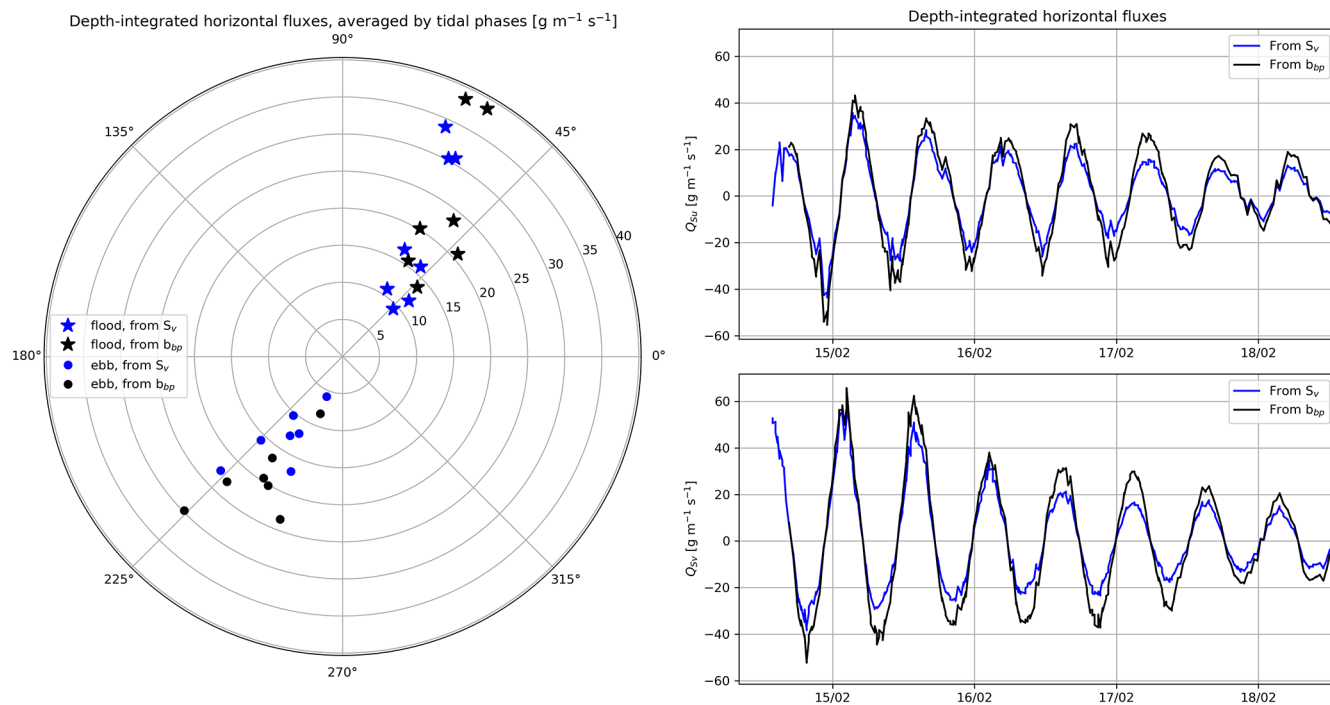 Depth-integrated horizontal fluxes, averaged by tidal phases [g m⁻¹ s⁻¹]
90°
135°
45°
40
35
30
25
20
15
10
5
180°
0°
flood, from Sᵥ
flood, from b_bp
ebb, from Sᵥ
ebb, from b_bp
225°
315°
270°
Depth-integrated horizontal fluxes
From Sᵥ
From b_bp
Q_Su [g m⁻¹ s⁻¹]
60
40
20
0
−20
−40
−60
15/02 16/02 17/02 18/02
From Sᵥ
From b_bp
Q_Sv [g m⁻¹ s⁻¹]
60
40
20
0
−20
−40
−60
15/02 16/02 17/02 18/02